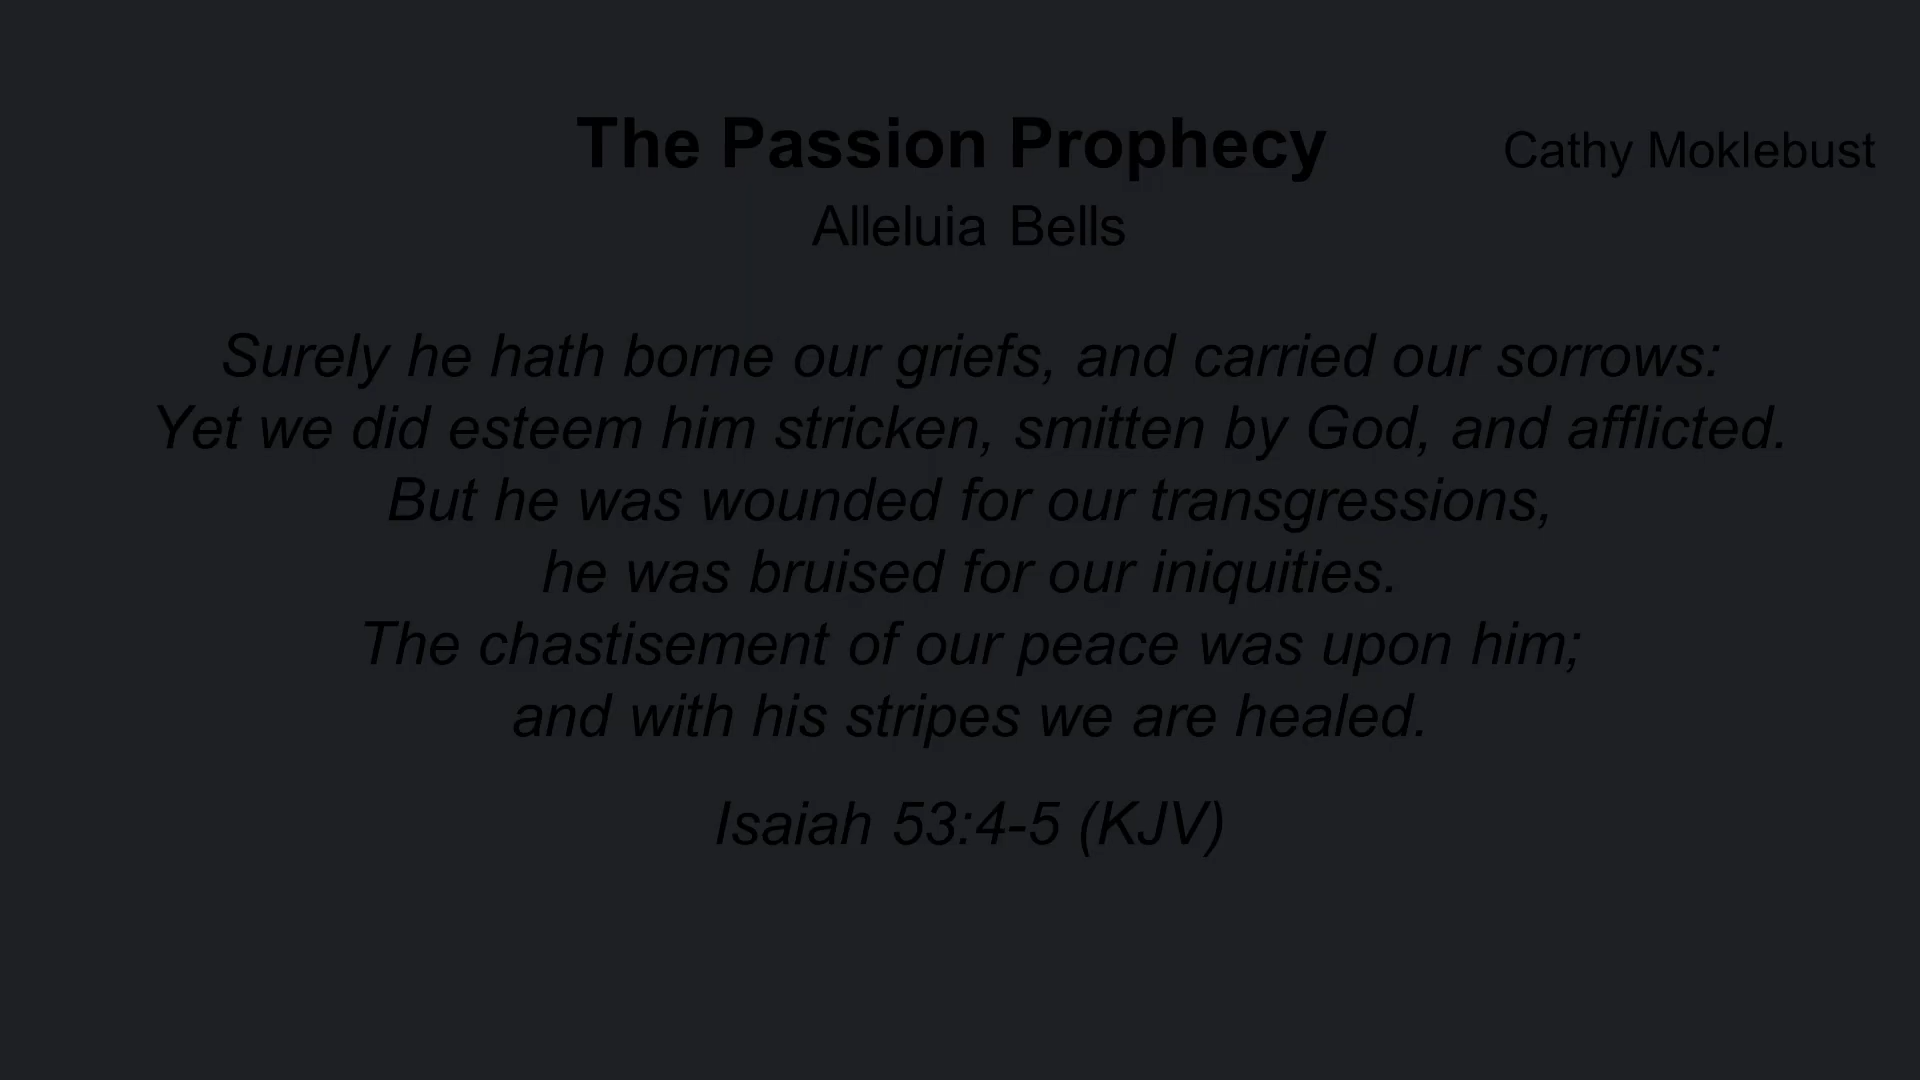 The Passion Prophecy Cathy Moklebust
Alleluia Bells
Surely he hath borne our griefs, and carried our sorrows:
Yet we did esteem him stricken, smitten by God, and afflicted.
But he was wounded for our transgressions,
he was bruised for our iniquities.
The chastisement of our peace was upon him;
and with his stripes we are healed.
Isaiah 53:4-5 (KJV)